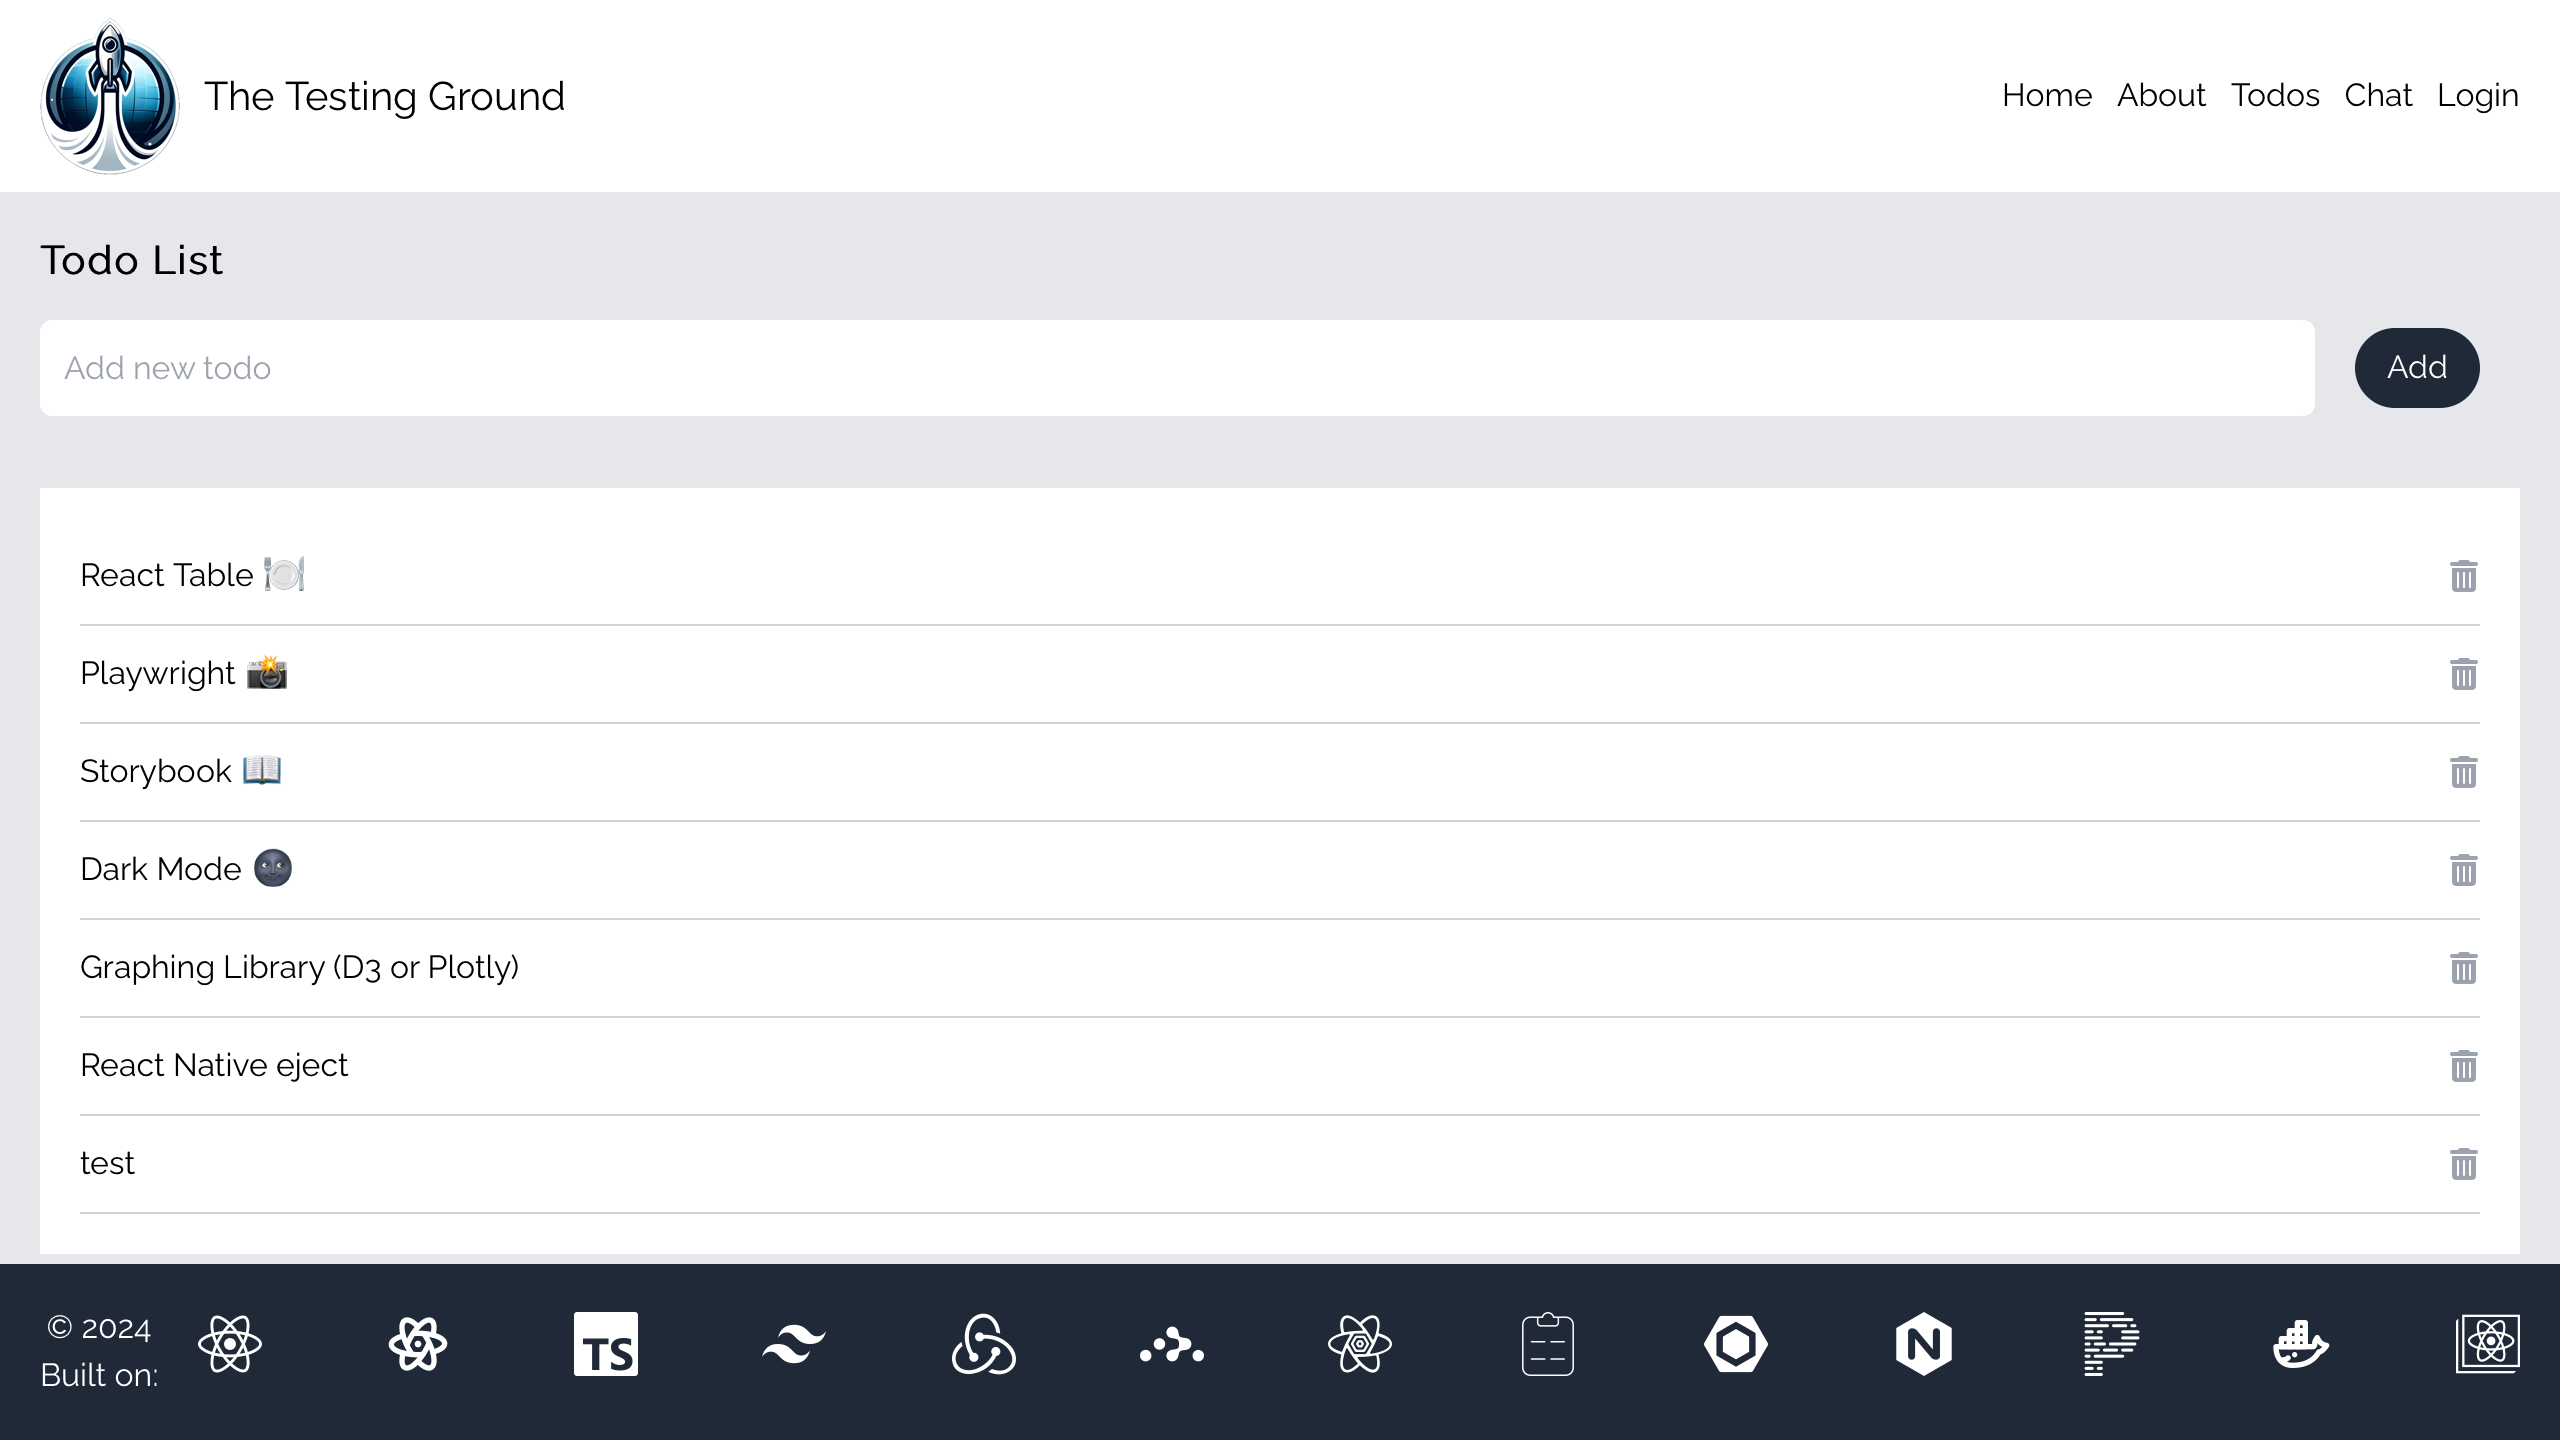 The Testing Ground
Home About Todos Chat Login
Todo List
Add new todo
Add
React Table 🍽️
Playwright 📸
Storybook 📖
Dark Mode 🌚
Graphing Library (D3 or Plotly)
React Native eject
test
© 2024
Built on:
TS